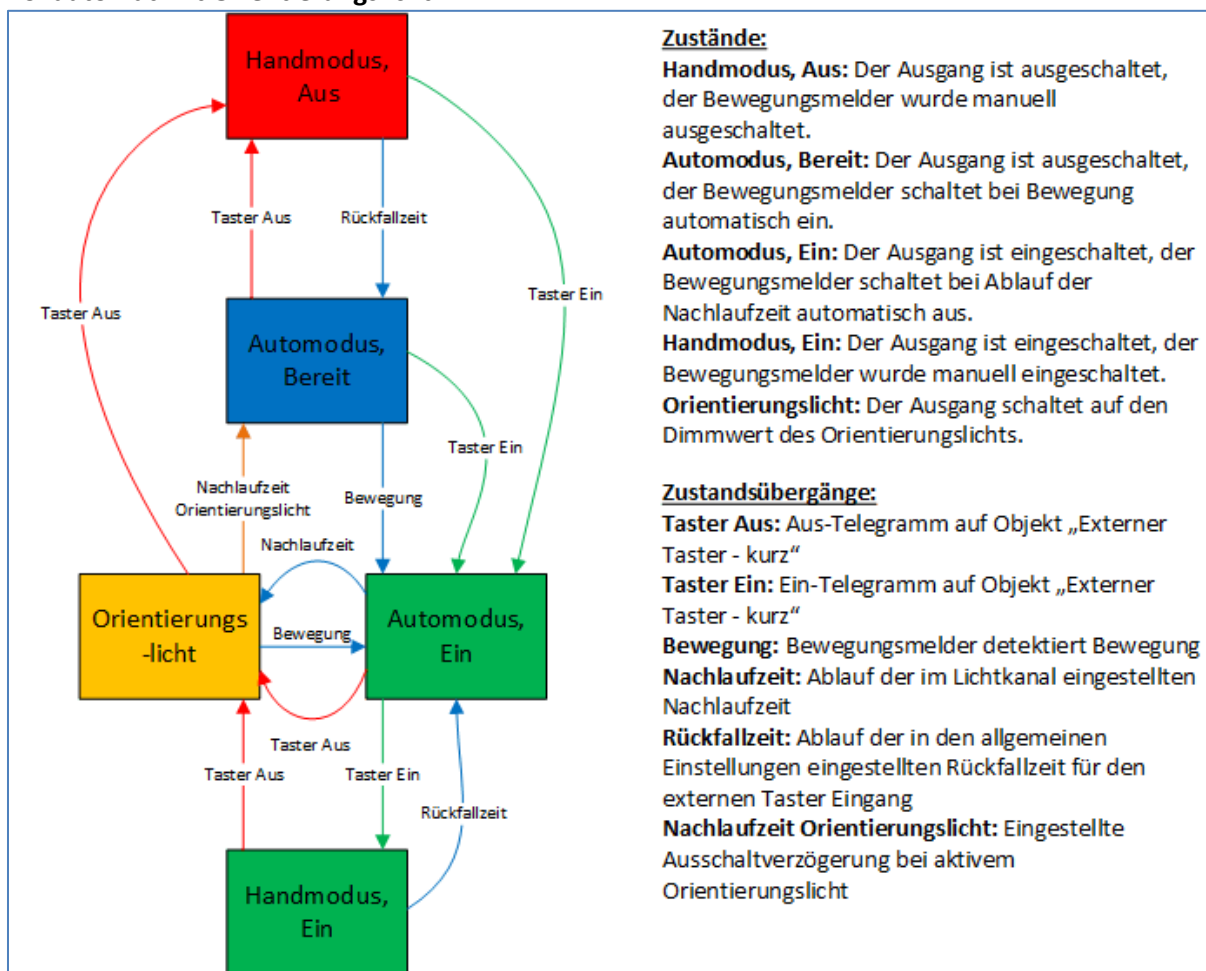 Handmodus,
Aus
Taster Aus
Rückfallzeit
Taster Ein
Taster Aus
Automodus,
Bereit
Taster Ein
Nachlaufzeit
Orientierungslicht
Bewegung
Nachlaufzeit
Orientierungs
-licht
Bewegung
Automodus,
Ein
Taster Aus
Taster Aus
Taster Ein
Rückfallzeit
Handmodus,
Ein
Zustände:
Handmodus, Aus: Der Ausgang ist ausgeschaltet,
der Bewegungsmelder wurde manuell
ausgeschaltet.
Automodus, Bereit: Der Ausgang ist ausgeschaltet,
der Bewegungsmelder schaltet bei Bewegung
automatisch ein.
Automodus, Ein: Der Ausgang ist eingeschaltet, der
Bewegungsmelder schaltet bei Ablauf der
Nachlaufzeit automatisch aus.
Handmodus, Ein: Der Ausgang ist eingeschaltet, der
Bewegungsmelder wurde manuell eingeschaltet.
Orientierungslicht: Der Ausgang schaltet auf den
Dimmwert des Orientierungslichts.
Zustandsübergänge:
Taster Aus: Aus-Telegramm auf Objekt „Externer
Taster - kurz“
Taster Ein: Ein-Telegramm auf Objekt „Externer
Taster - kurz“
Bewegung: Bewegungsmelder detektiert Bewegung
Nachlaufzeit: Ablauf der im Lichtkanal eingestellten
Nachlaufzeit
Rückfallzeit: Ablauf der in den allgemeinen
Einstellungen eingestellten Rückfallzeit für den
externen Taster Eingang
Nachlaufzeit Orientierungslicht: Eingestellte
Ausschaltverzögerung bei aktivem
Orientierungslicht